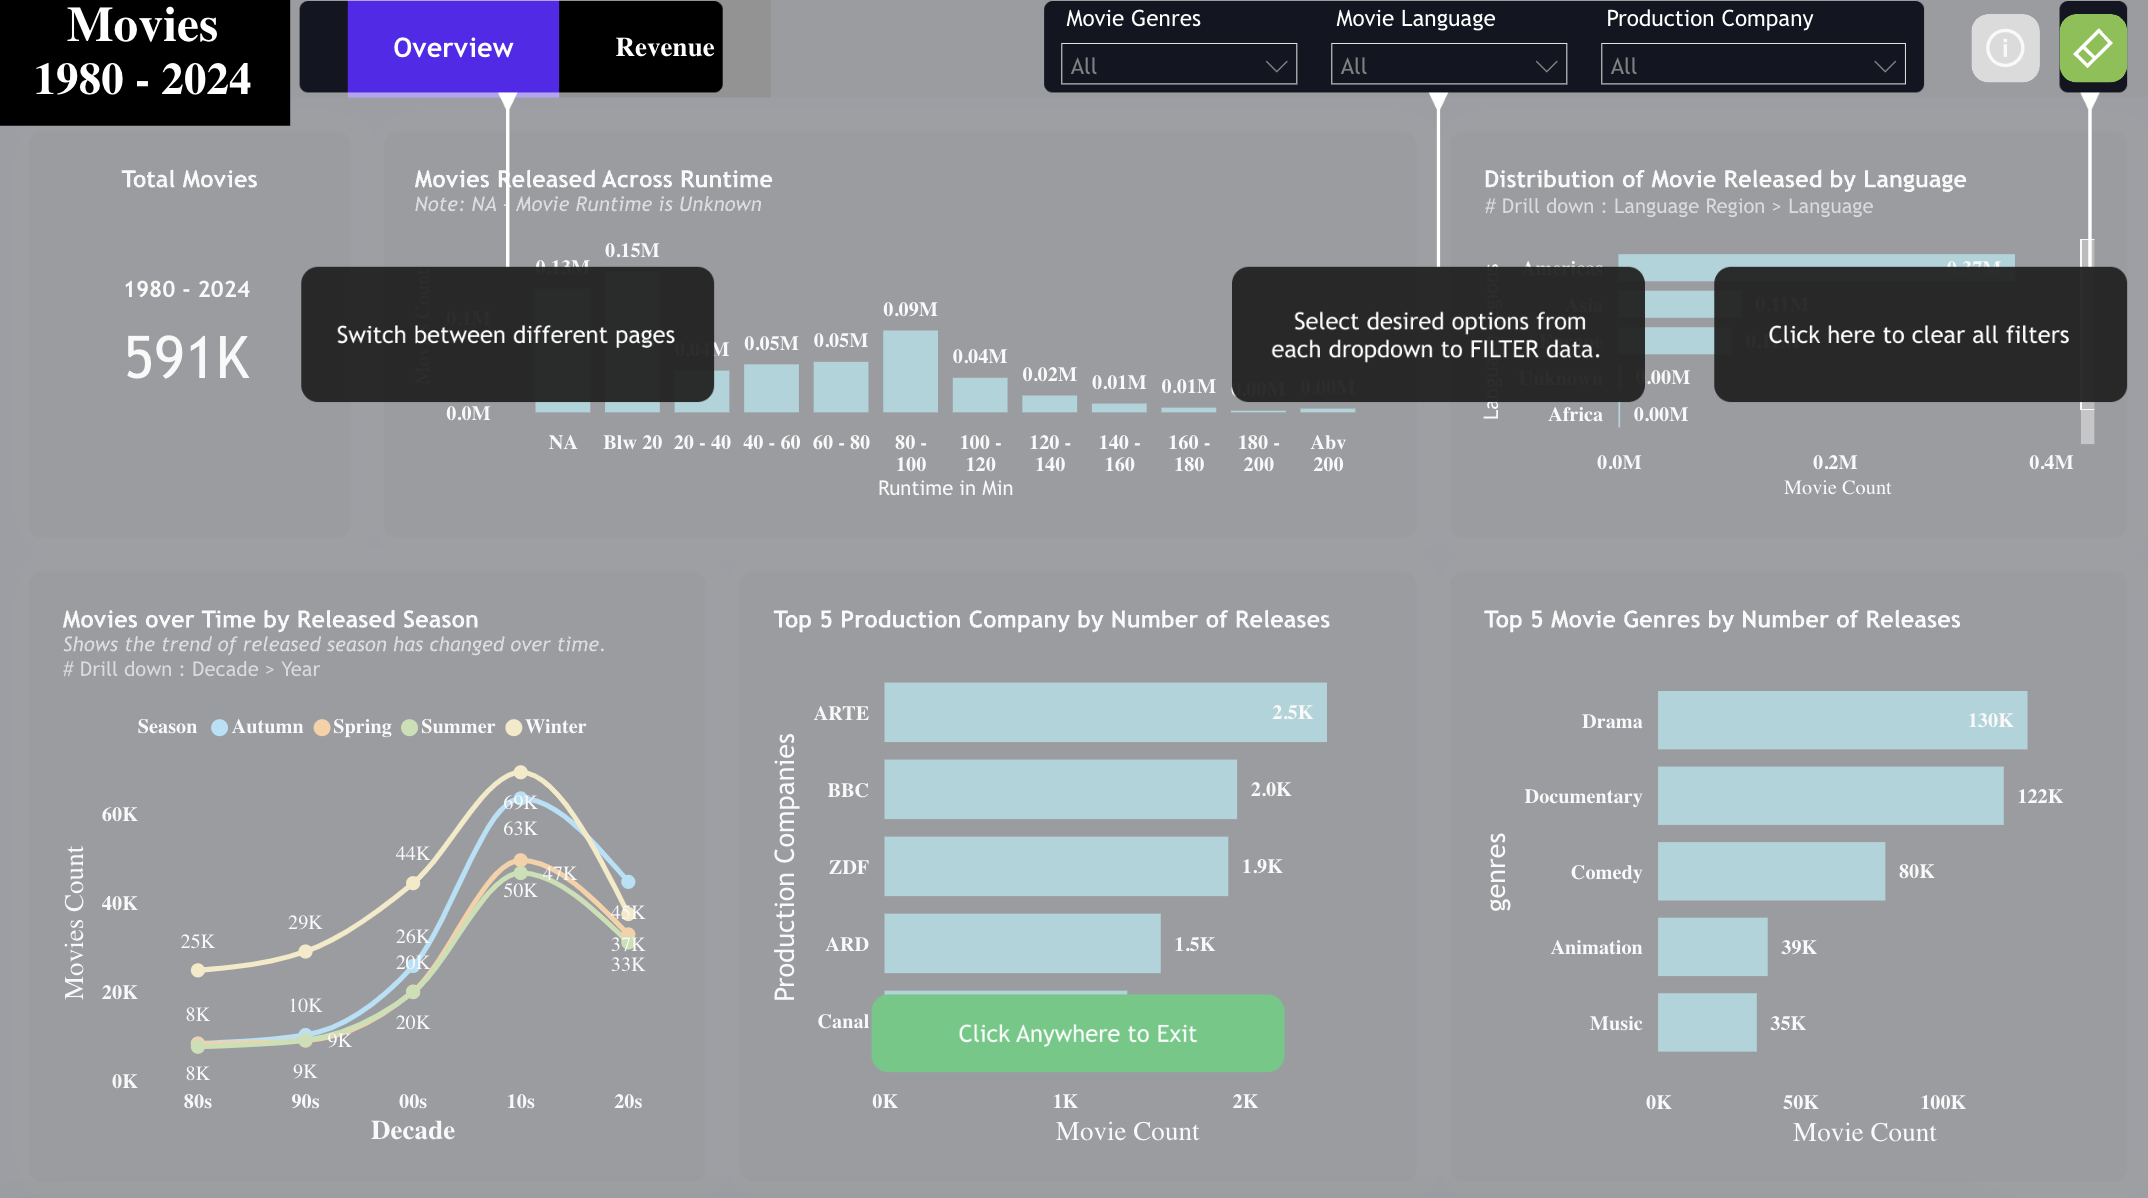 Movies
1980 - 2024
Overview
Revenue
Movie Genres
All
Movie Language
All
Production Company
All
Total Movies
1980 - 2024
591K
Movies Released Across Runtime
Note: NA - Movie Runtime is Unknown
0.13M
0.15M
0.04M
0.05M
0.05M
0.09M
0.04M
0.02M
0.01M
0.01M
0.00M
0.00M
0.1M
0.0M
Movie Count
NA
Blw 20
20 - 40
40 - 60
60 - 80
80 - 100
100 - 120
120 - 140
140 - 160
160 - 180
180 - 200
Abv 200
Runtime in Min
Switch between different pages
Select desired options from
each dropdown to FILTER data.
Click here to clear all filters
Distribution of Movie Released by Language
# Drill down : Language Region > Language
Americas
0.37M
Asia
0.11M
Unknown
0.00M
Africa
0.00M
0.0M
0.2M
0.4M
Movie Count
Movies over Time by Released Season
Shows the trend of released season has changed over time.
# Drill down : Decade > Year
Season
Autumn
Spring
Summer
Winter
Movies Count
60K
40K
20K
0K
25K
29K
44K
69K
63K
47K
50K
26K
20K
20K
8K
10K
9K
8K
9K
45K
37K
33K
80s
90s
00s
10s
20s
Decade
Top 5 Production Company by Number of Releases
Production Companies
ARTE
2.5K
BBC
2.0K
ZDF
1.9K
ARD
1.5K
Canal
Click Anywhere to Exit
0K
1K
2K
Movie Count
Top 5 Movie Genres by Number of Releases
genres
Drama
130K
Documentary
122K
Comedy
80K
Animation
39K
Music
35K
0K
50K
100K
Movie Count